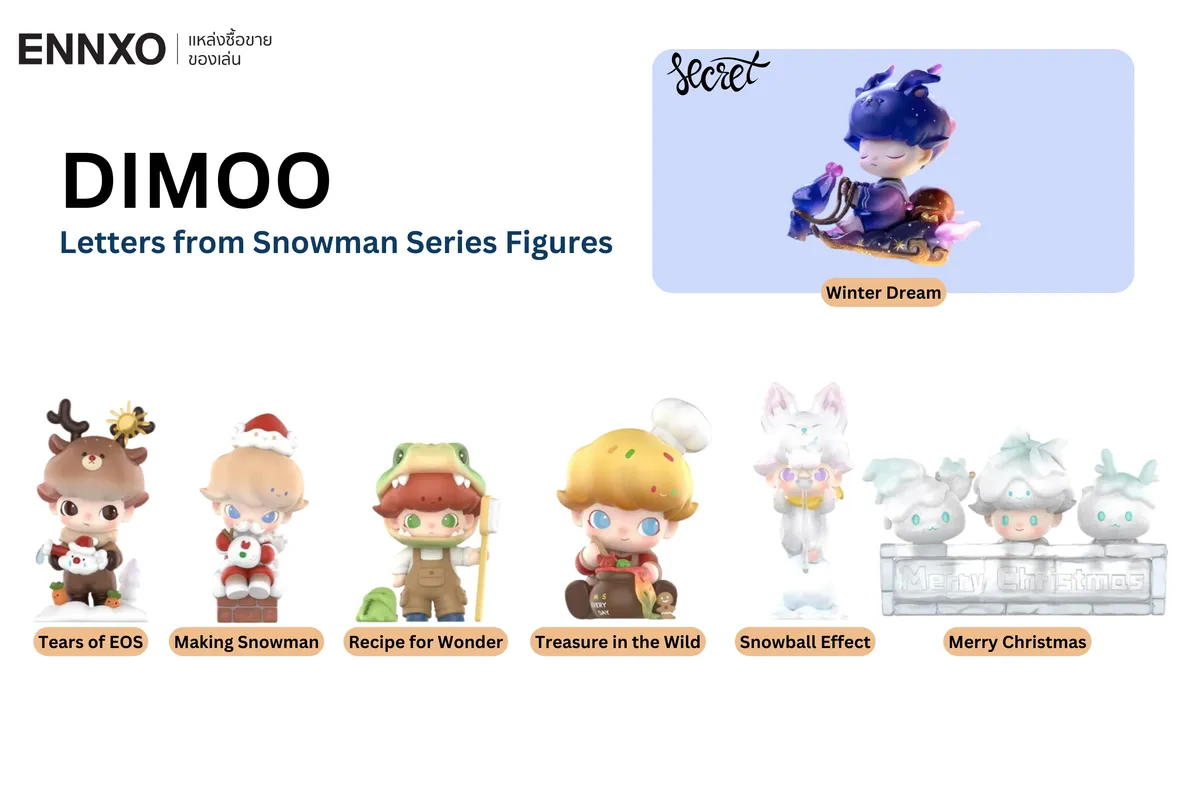 ENNXO
แหล่งซื้อขาย
ของเล่น
secret
DIMOO
Letters from Snowman Series Figures
Winter Dream
Merry Christmas
Tears of EOS
Making Snowman
Recipe for Wonder
Treasure in the Wild
Snowball Effect
Merry Christmas